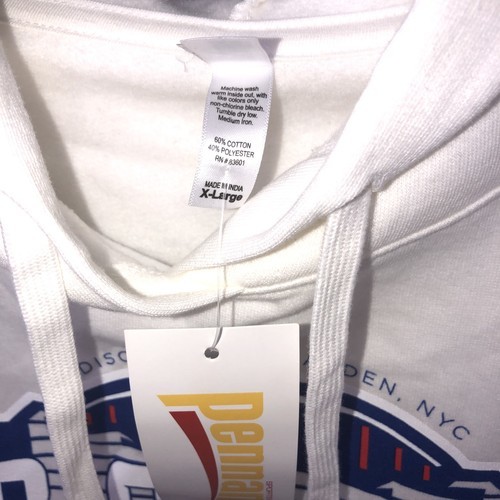 Machine wash
warm inside out, with
like colors only
non-chlorine bleach.
Tumble dry low.
Medium Iron.
60% COTTON
40% POLYESTER
RN # 83601
MADE IN INDIA
X-Large
DISC
DEN, NYC
penna